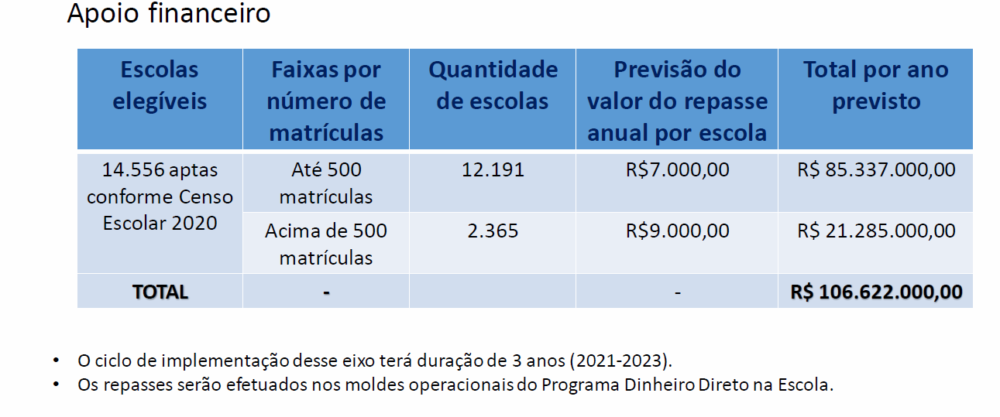 Apoio financeiro
Escolas
elegíveis
Faixas por
número de
matrículas
Quantidade
de escolas
Previsão do
valor do repasse
anual por escola
Total por ano
previsto
14.556 aptas
conforme Censo
Escolar 2020
Até 500
matrículas
12.191
R$7.000,00
R$ 85.337.000,00
Acima de 500
matrículas
2.365
R$9.000,00
R$ 21.285.000,00
TOTAL
-
-
R$ 106.622.000,00
• O ciclo de implementação desse eixo terá duração de 3 anos (2021-2023).
• Os repasses serão efetuados nos moldes operacionais do Programa Dinheiro Direto na Escola.